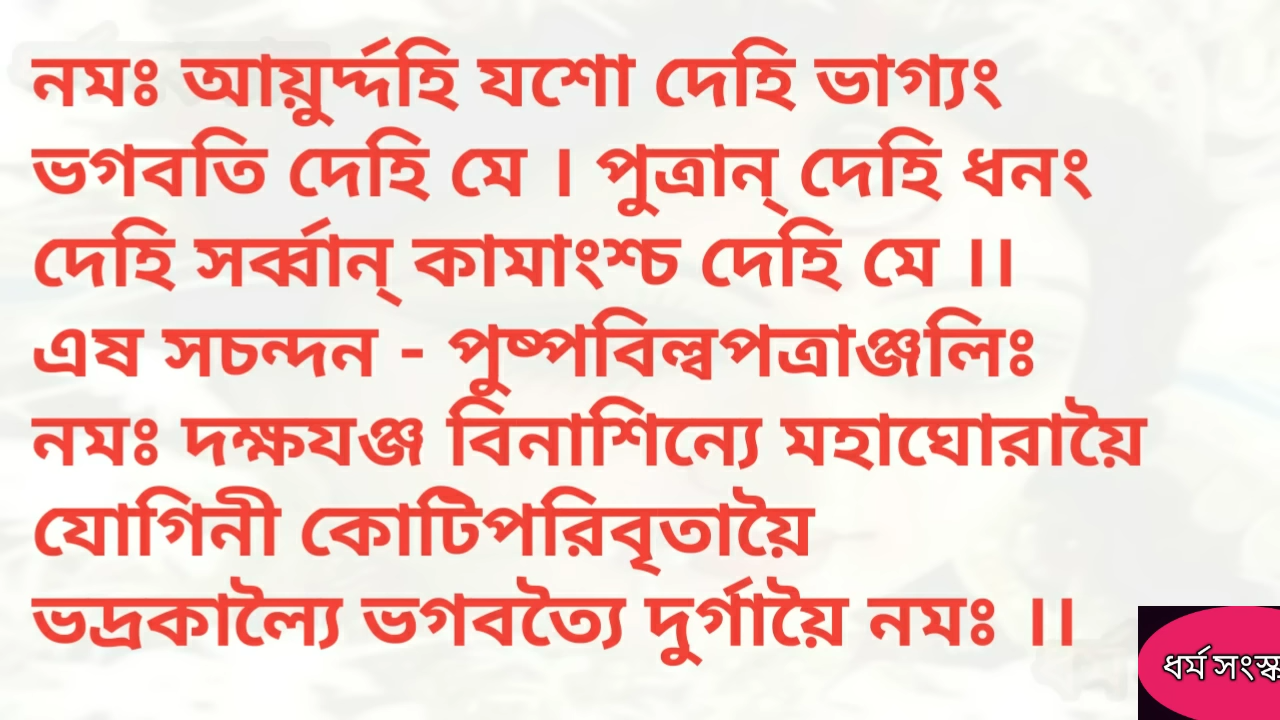 নমঃ আয়ুর্দ্দহি যশো দেহি ভাগ্যং
ভগবতি দেহি মে । পুত্রান্ দেহি ধনং
দেহি সর্ব্বান্ কামাংশ্চ দেহি মে ।।
এষ সচন্দন - পুষ্পবিল্বপত্রাঞ্জলিঃ
নমঃ দক্ষযঞ্জ বিনাশিন্যে মহাঘোরায়ৈ
যোগিনী কোটিপরিবৃতায়ৈ
ভদ্রকাল্যৈ ভগবত্যৈ দুর্গায়ৈ নমঃ ।।
ধর্ম